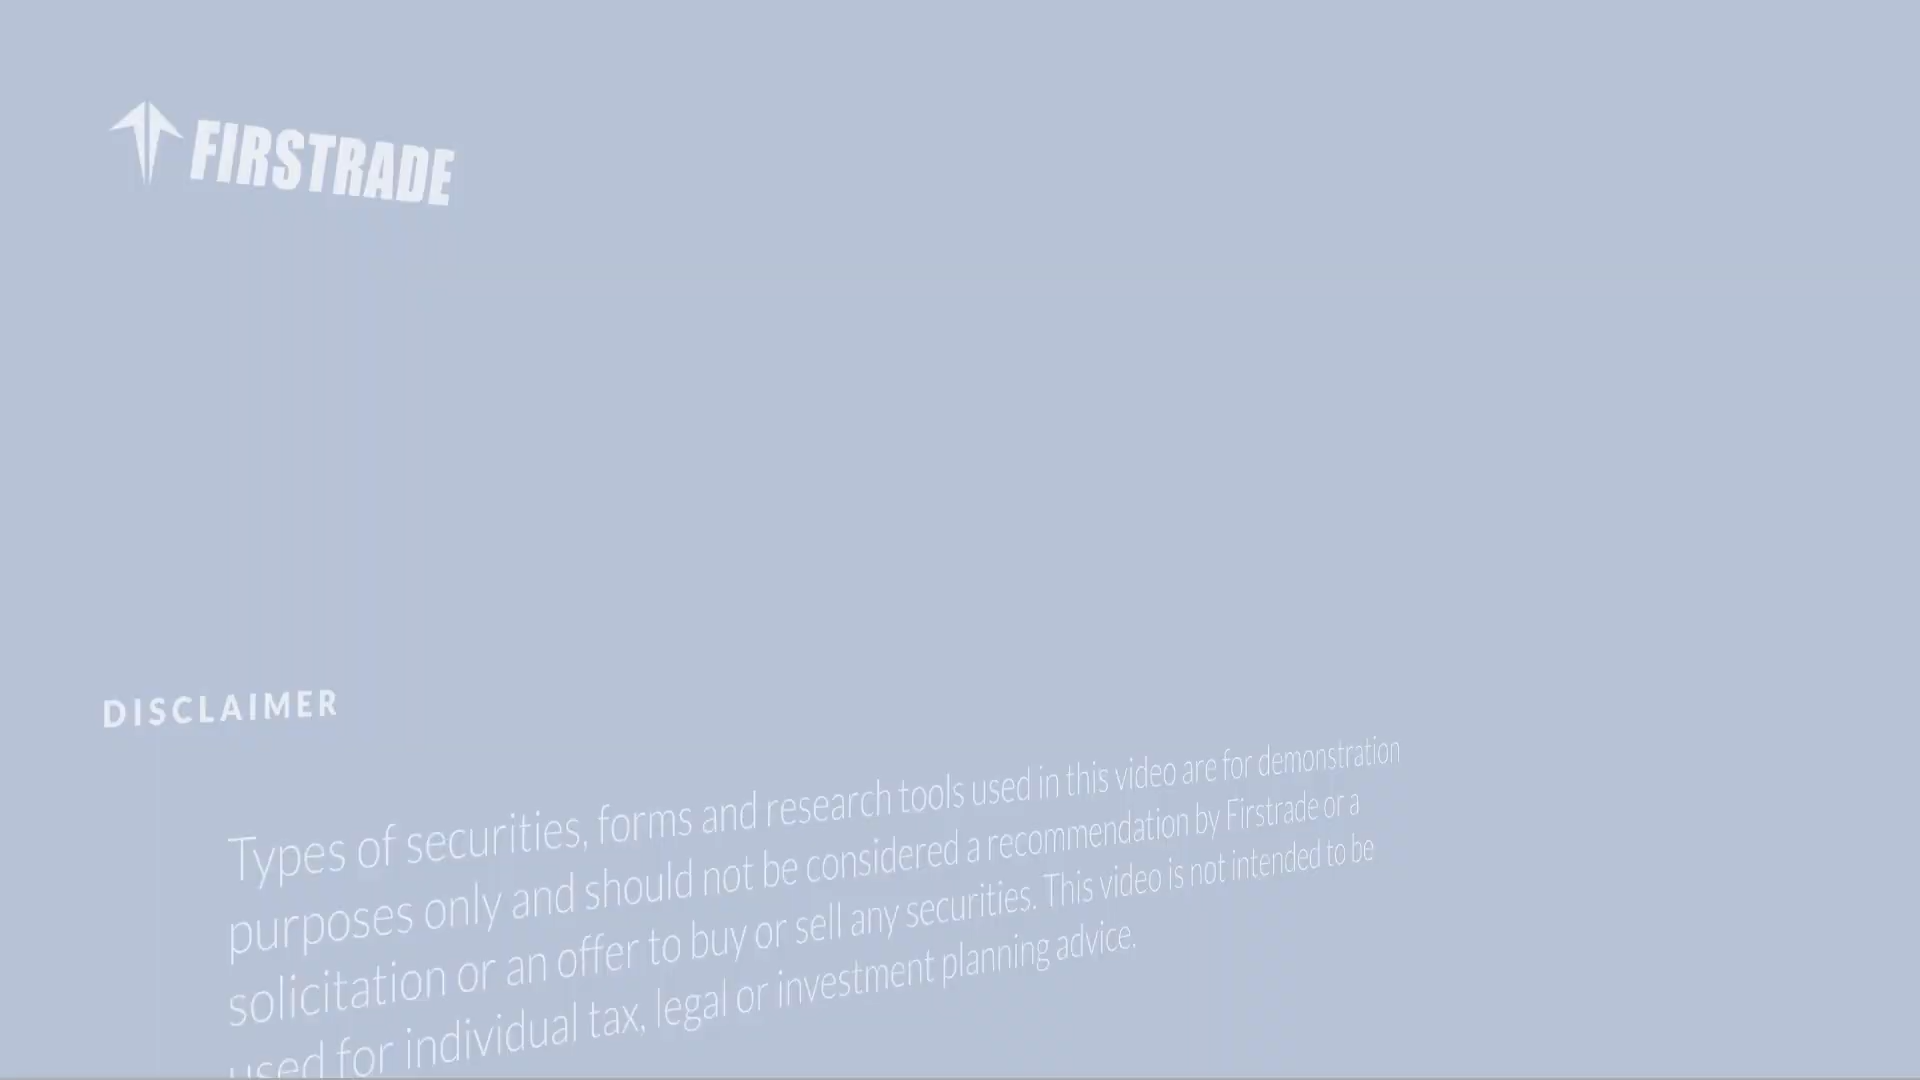 FIRSTRADE
DISCLAIMER
Types of securities, forms and research tools used in this video are for demonstration
purposes only and should not be considered a recommendation by Firstrade or a
solicitation or an offer to buy or sell any securities. This video is not intended to be
used for individual tax, legal or investment planning advice.